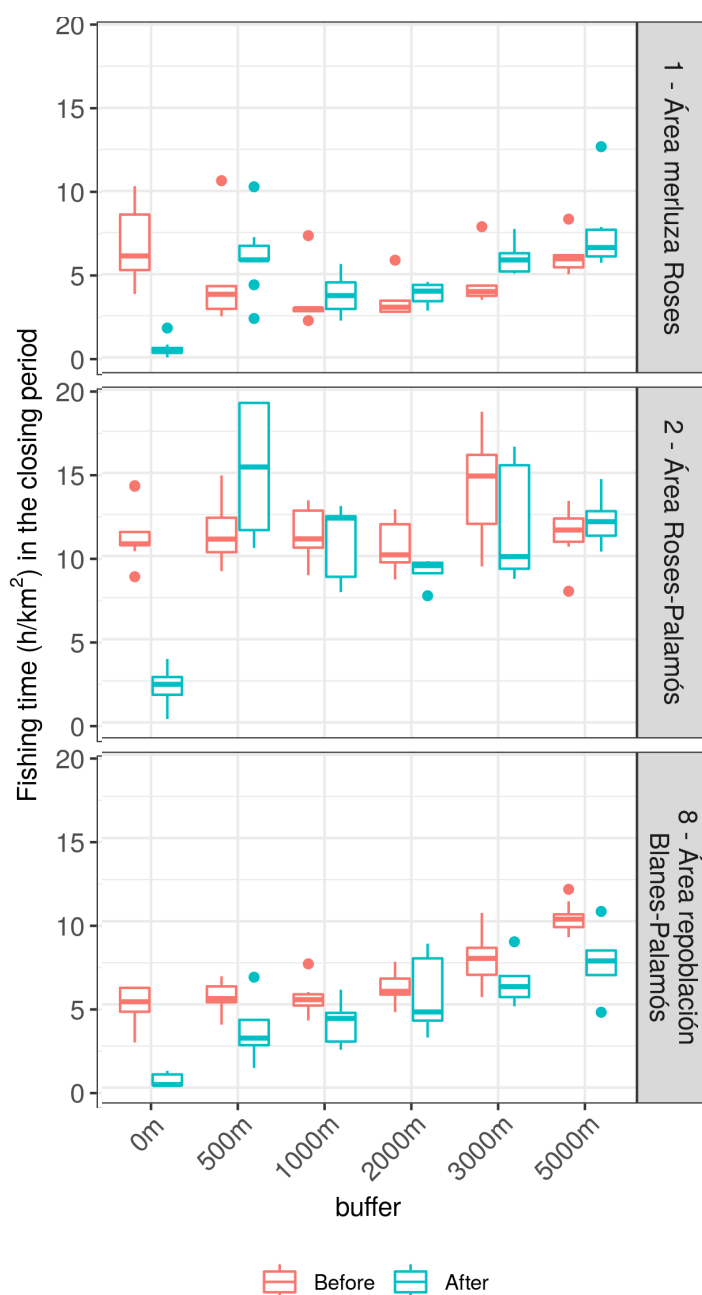 Fishing time (h/km²) in the closing period
20
15
10
5
0
1 - Área merluza Roses
20
15
10
5
0
2 - Área Roses-Palamós
20
15
10
5
0
8 - Área repoblación
Blanes-Palamós
0m
500m
1000m
2000m
3000m
5000m
buffer
Before
After